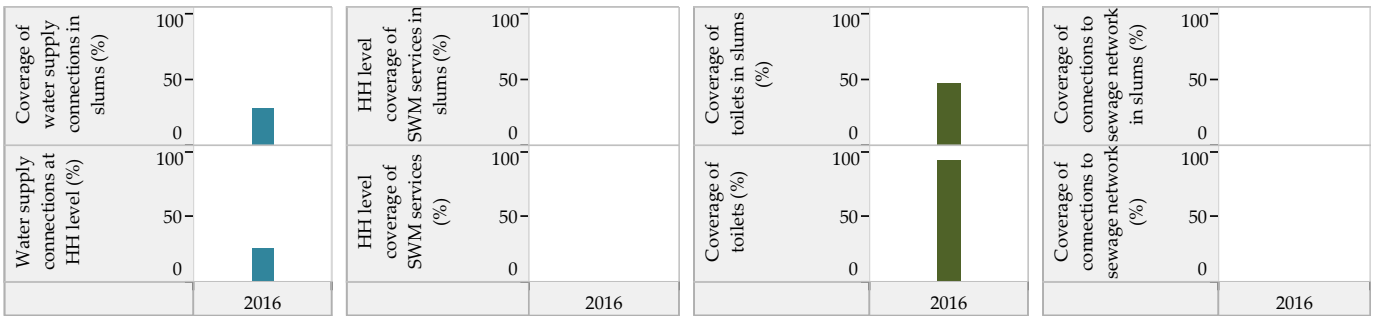 Coverage of
water supply
connections in
slums (%)
100
50
0
Water supply
connections at
HH level (%)
100
50
0
2016
HH level
coverage of
SWM services in
slums (%)
100
50
0
HH level
coverage of
SWM services
(%)
100
50
0
2016
Coverage of
toilets in slums
(%)
100
50
0
Coverage of
toilets (%)
100
50
0
2016
Coverage of
connections to
sewage network
in slums (%)
100
50
0
Coverage of
connections to
sewage network
(%)
100
50
0
2016